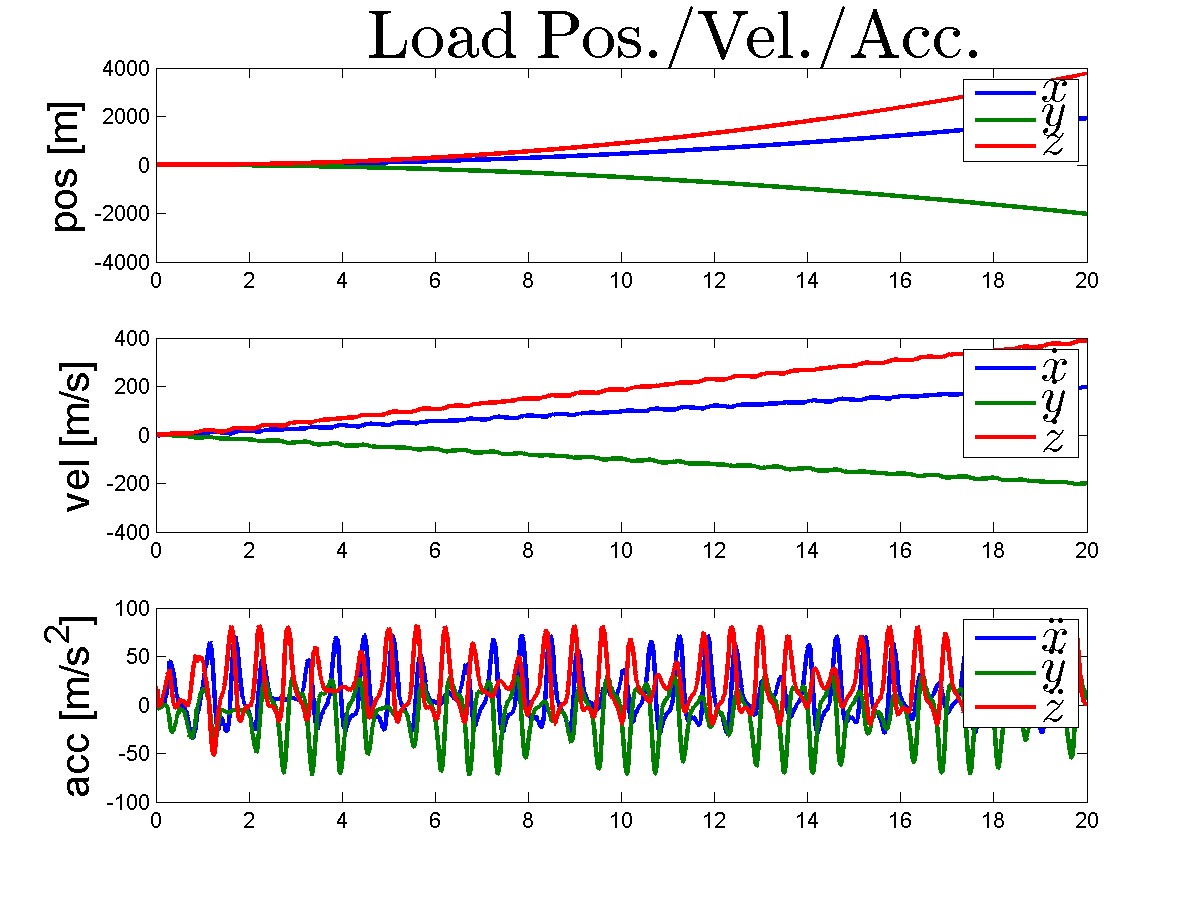 Load Pos./Vel./Acc.
pos [m]
4000
2000
0
-2000
-4000
0 2 4 6 8 10 12 14 16 18 20
x
y
z
vel [m/s]
400
200
0
-200
-400
0 2 4 6 8 10 12 14 16 18 20
ẋ
ẏ
ż
acc [m/s²]
100
50
0
-50
-100
0 2 4 6 8 10 12 14 16 18 20
ẍ
ÿ
z̈